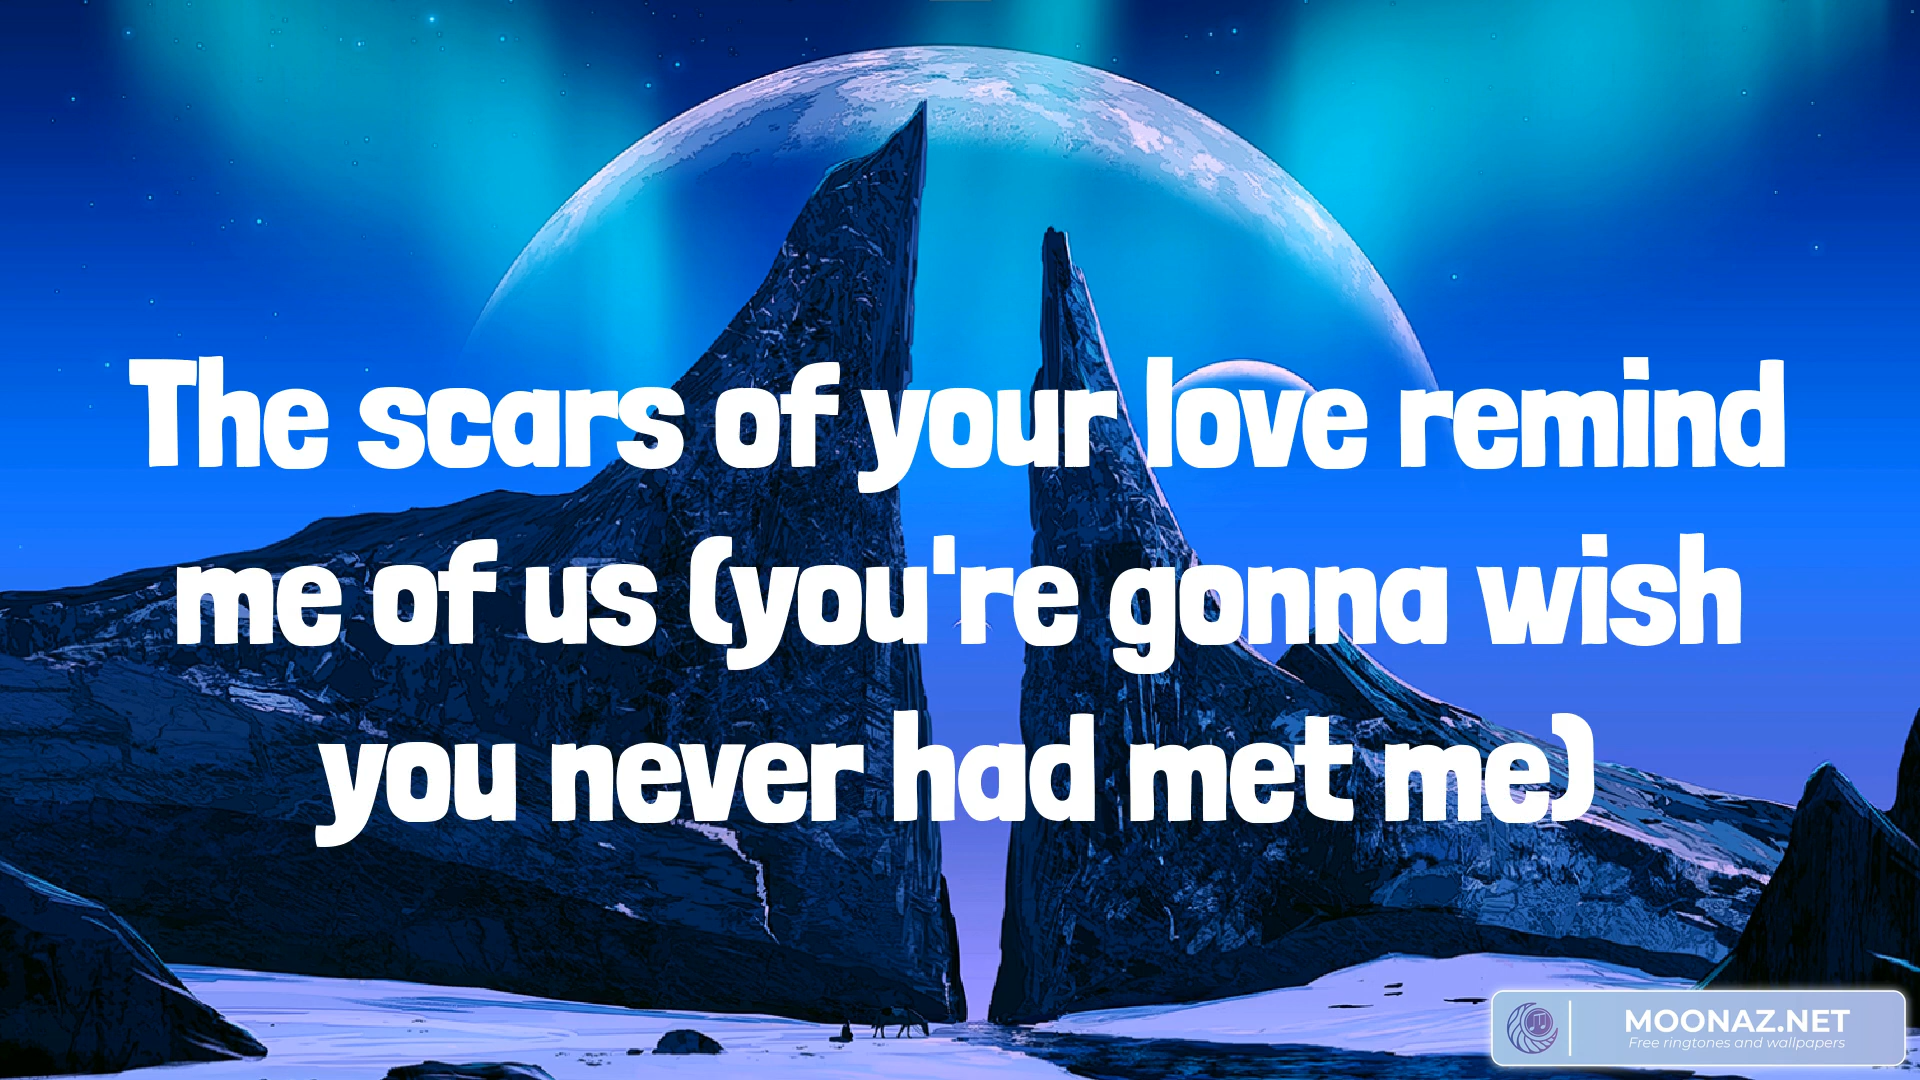 The scars of your love remind
me of us (you're gonna wish
you never had met me)
MOONAZ.NET
Free ringtones and wallpapers